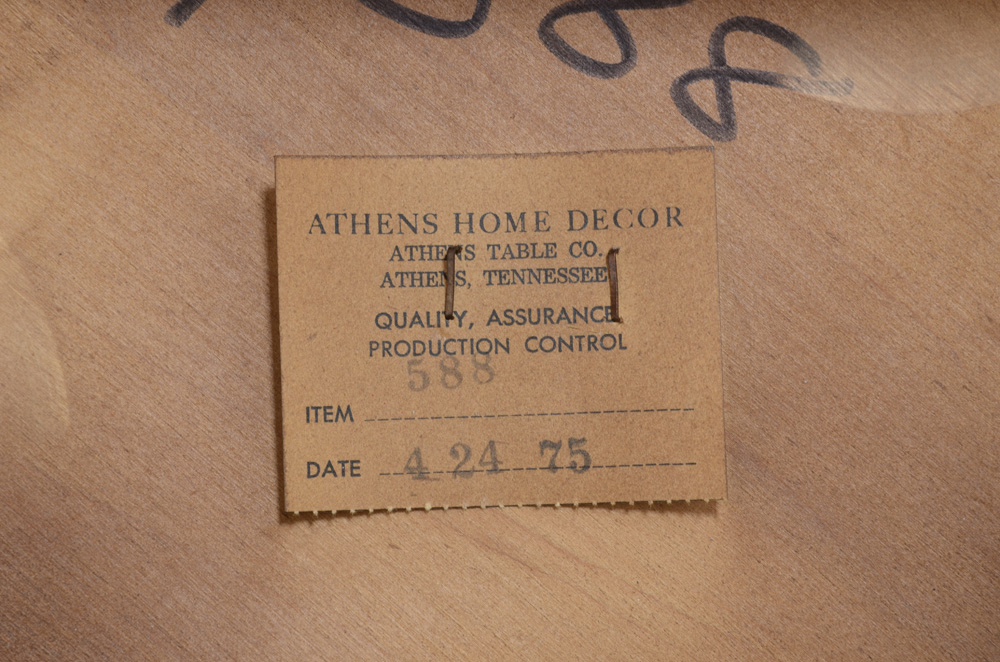 ATHENS HOME DECOR
ATHENS TABLE CO.
ATHENS, TENNESSEE
QUALITY, ASSURANCE
PRODUCTION CONTROL
588
ITEM
DATE 4 24 75